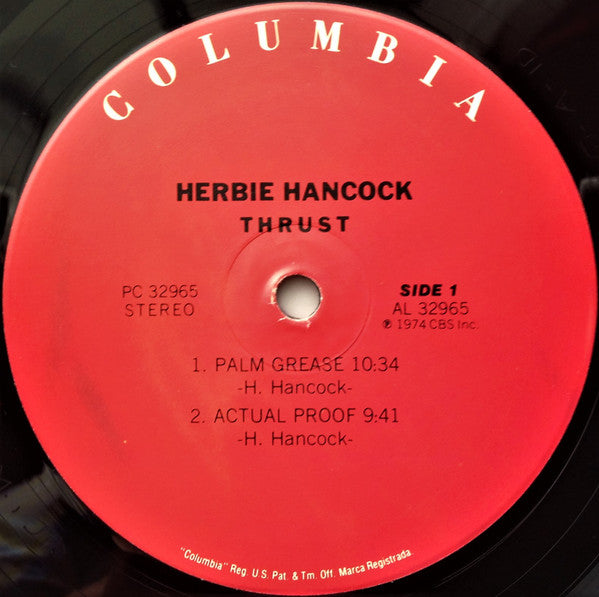 COLUMBIA
HERBIE HANCOCK
THRUST
PC 32965
STEREO
SIDE 1
AL 32965
℗ 1974 CBS Inc.
1. PALM GREASE 10:34
-H. Hancock-
2. ACTUAL PROOF 9:41
-H. Hancock-
"Columbia" Reg. U.S. Pat. & Tm. Off. Marca Registrada.